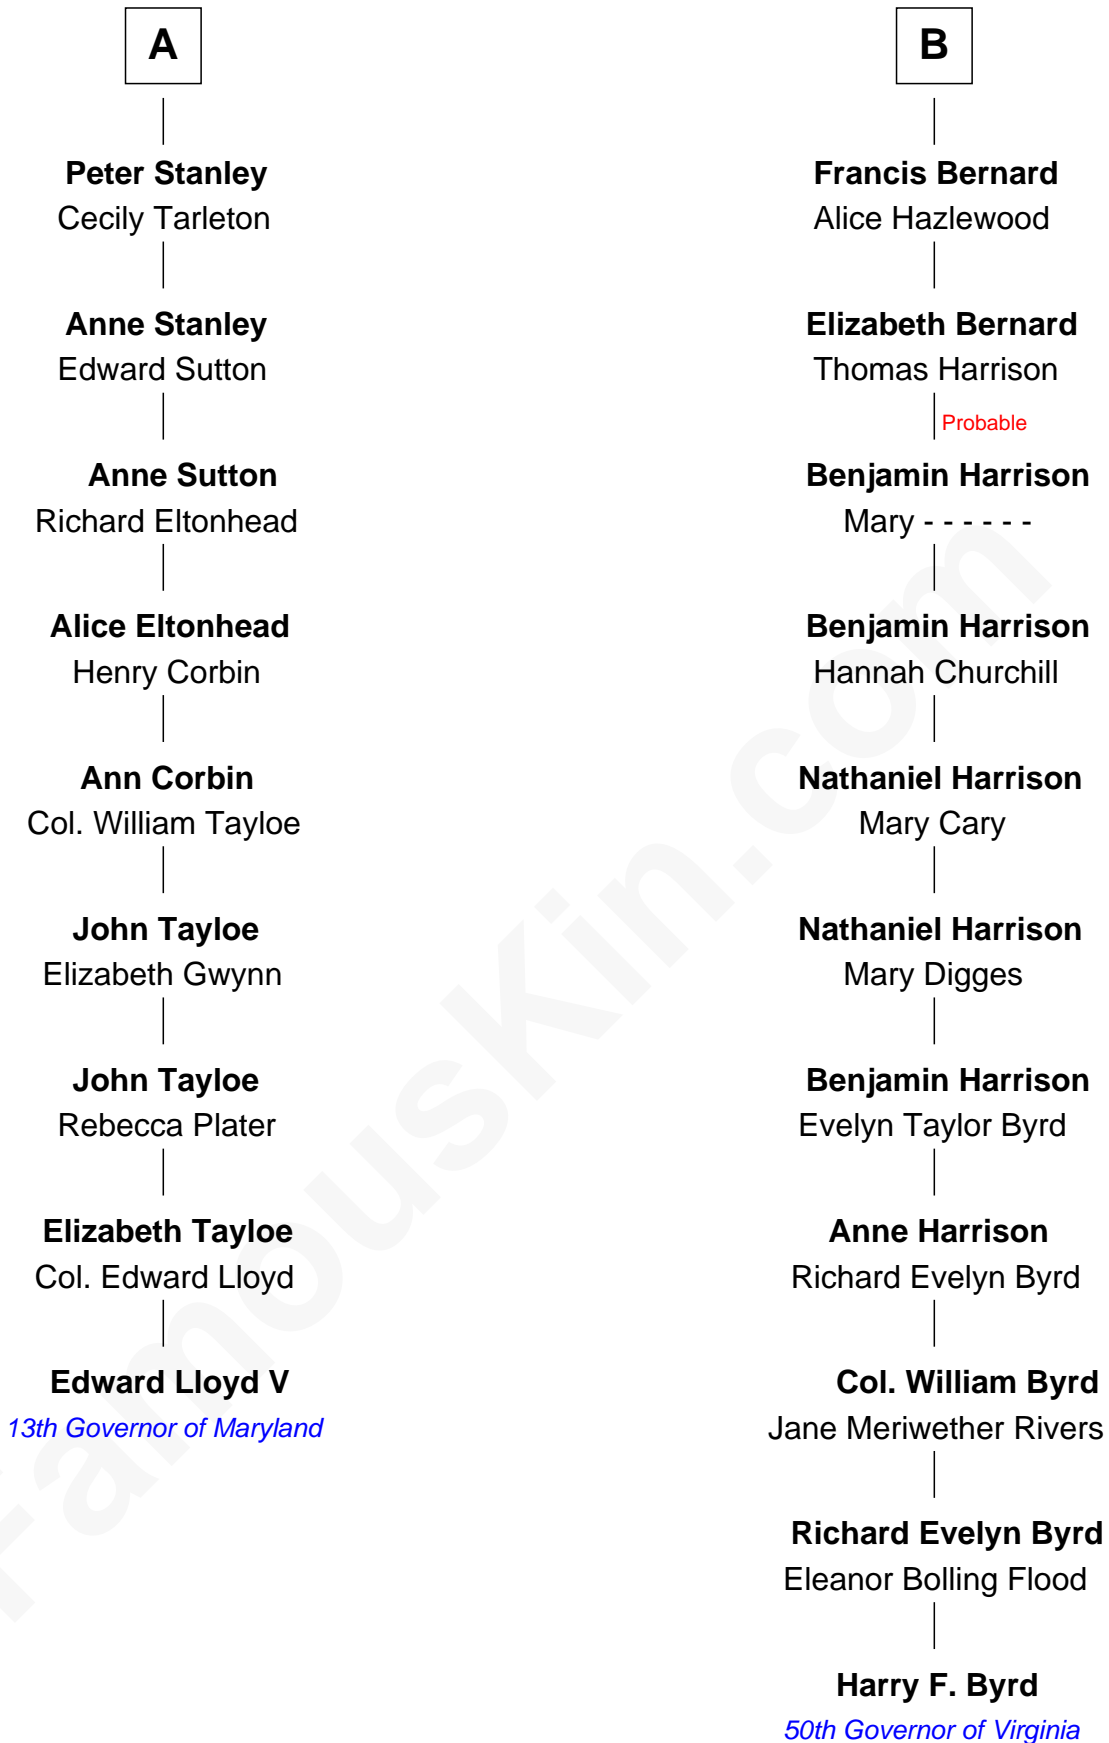 A
Peter Stanley
Cecily Tarleton
Anne Stanley
Edward Sutton
Anne Sutton
Richard Eltonhead
Alice Eltonhead
Henry Corbin
Ann Corbin
Col. William Tayloe
John Tayloe
Elizabeth Gwynn
John Tayloe
Rebecca Plater
Elizabeth Tayloe
Col. Edward Lloyd
Edward Lloyd V
13th Governor of Maryland
B
Francis Bernard
Alice Hazlewood
Elizabeth Bernard
Thomas Harrison
Probable
Benjamin Harrison
Mary - - - - - -
Benjamin Harrison
Hannah Churchill
Nathaniel Harrison
Mary Cary
Nathaniel Harrison
Mary Digges
Benjamin Harrison
Evelyn Taylor Byrd
Anne Harrison
Richard Evelyn Byrd
Col. William Byrd
Jane Meriwether Rivers
Richard Evelyn Byrd
Eleanor Bolling Flood
Harry F. Byrd
50th Governor of Virginia
FamousKin.com